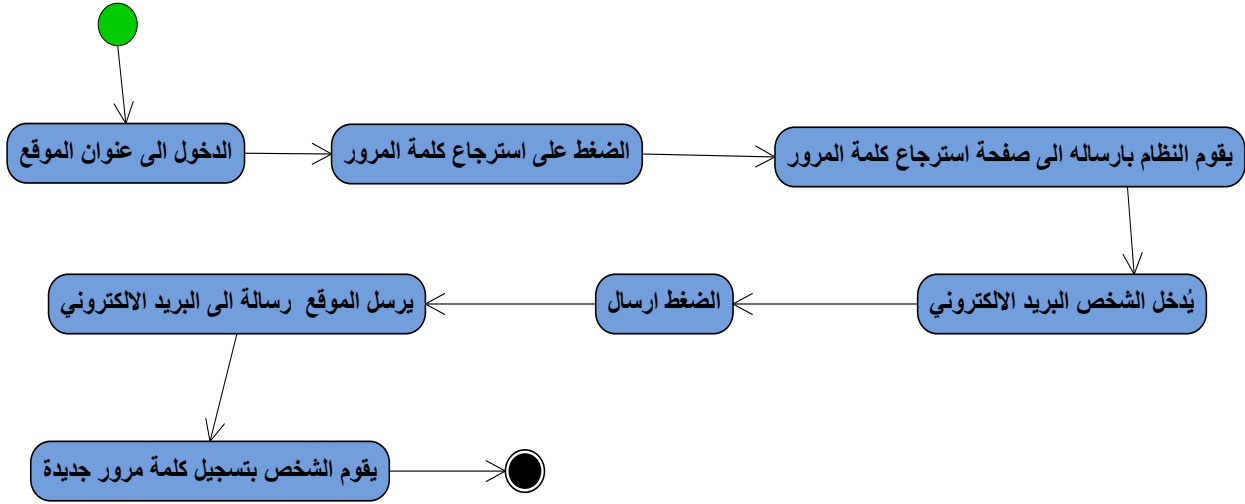 الدخول الى عنوان الموقع
الضغط على استرجاع كلمة المرور
يقوم النظام بارساله الى صفحة استرجاع كلمة المرور
يُدخل الشخص البريد الالكتروني
الضغط ارسال
يرسل الموقع رسالة الى البريد الالكتروني
يقوم الشخص بتسجيل كلمة مرور جديدة